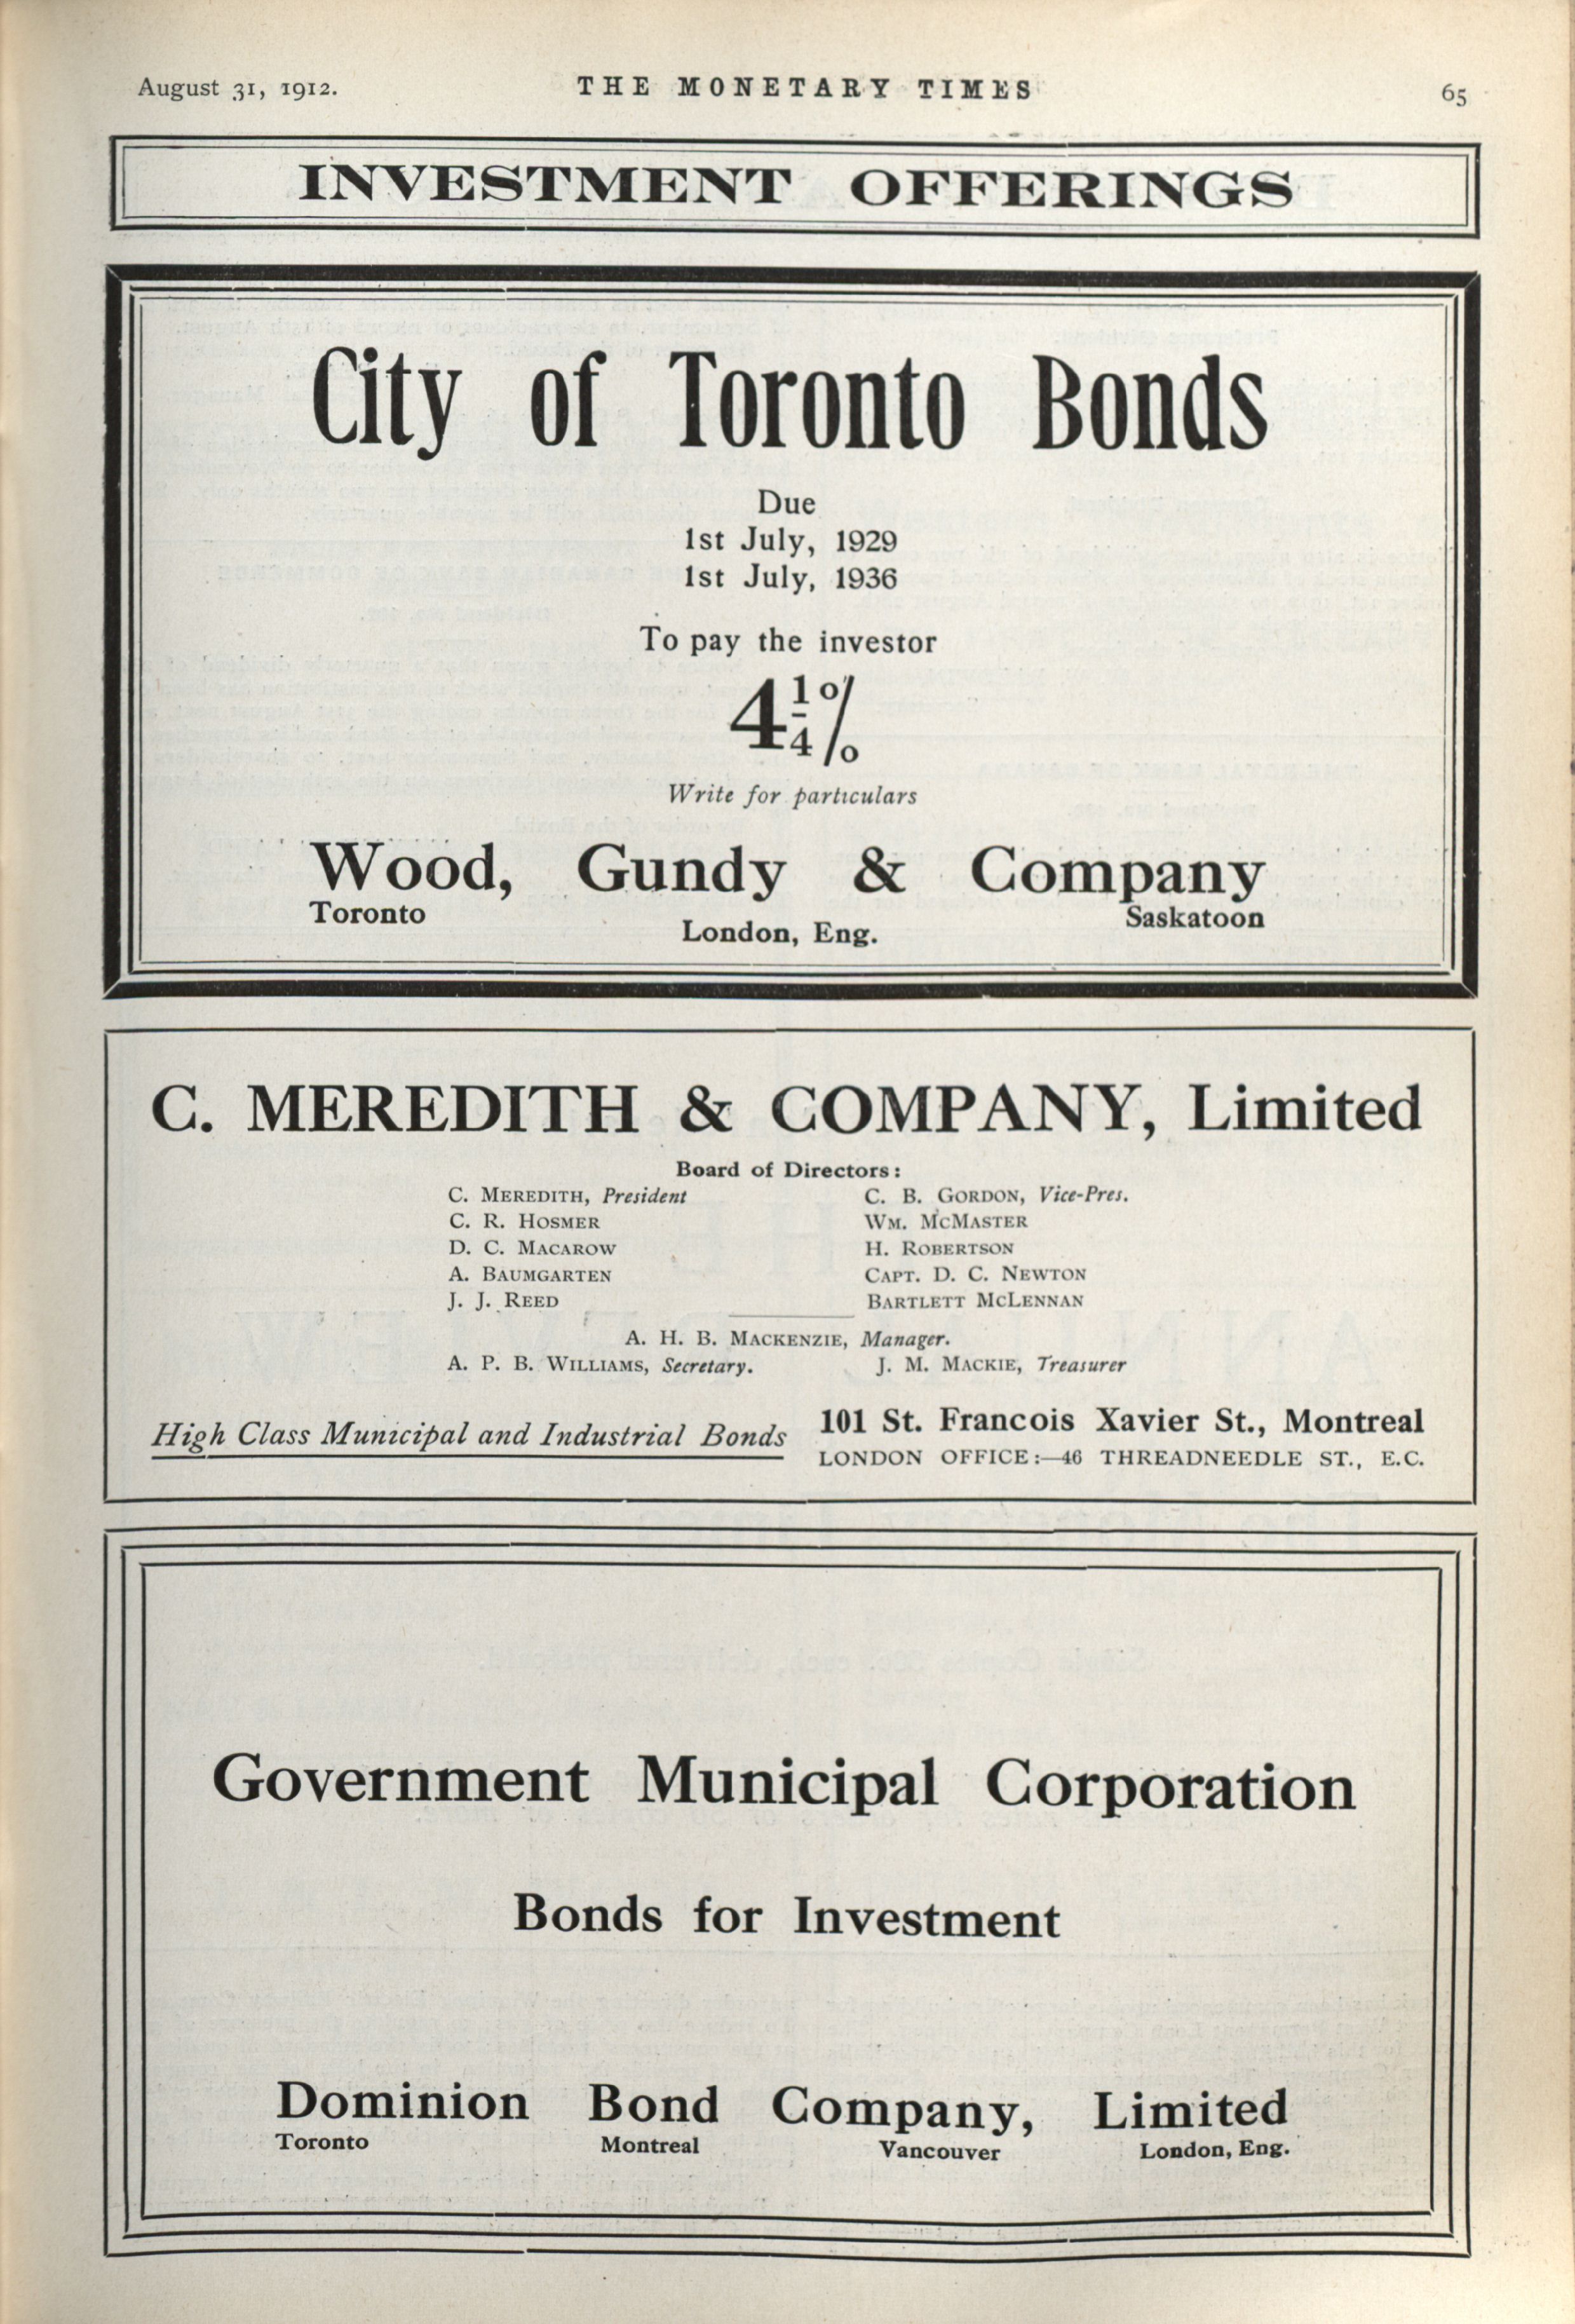 August 31, 1912.
THE MONETARY TIMES
65
INVESTMENT OFFERINGS
City of Toronto Bonds
Due
1st July, 1929
1st July, 1936
To pay the investor
4¼%
Write for particulars
Wood, Gundy & Company
Toronto
London, Eng.
Saskatoon
C. MEREDITH & COMPANY, Limited
Board of Directors:
C. MEREDITH, President
C. B. GORDON, Vice-Pres.
C. R. HOSMER
WM. MCMASTER
D. C. MACAROW
H. ROBERTSON
A. BAUMGARTEN
CAPT. D. C. NEWTON
J. J. REED
BARTLETT MCLENNAN
A. H. B. MACKENZIE, Manager.
A. P. B. WILLIAMS, Secretary.
J. M. MACKIE, Treasurer
High Class Municipal and Industrial Bonds
101 St. Francois Xavier St., Montreal
LONDON OFFICE:—46 THREADNEEDLE ST., E.C.
Government Municipal Corporation
Bonds for Investment
Dominion Bond Company, Limited
Toronto Montreal Vancouver London, Eng.